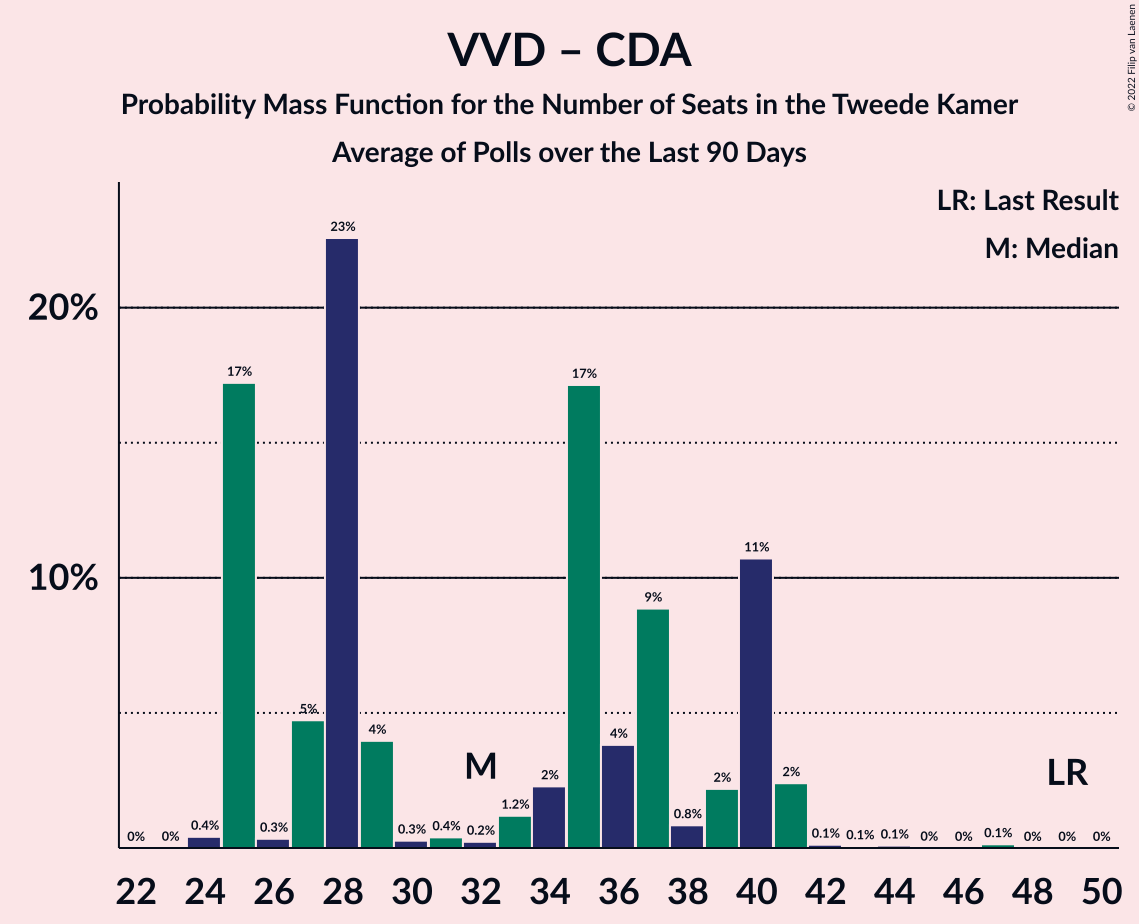 VVD – CDA
Probability Mass Function for the Number of Seats in the Tweede Kamer
Average of Polls over the Last 90 Days
© 2022 Filip van Laenen
LR: Last Result
M: Median
20%
10%
0% 0% 0.4% 17% 0.3% 5% 23% 4% 0.3% 0.4% 0.2% 1.2% 2% 17% 4% 9% 0.8% 2% 11% 2% 0.1% 0.1% 0.1% 0% 0% 0.1% 0% 0% 0%
M
LR
22 24 26 28 30 32 34 36 38 40 42 44 46 48 50